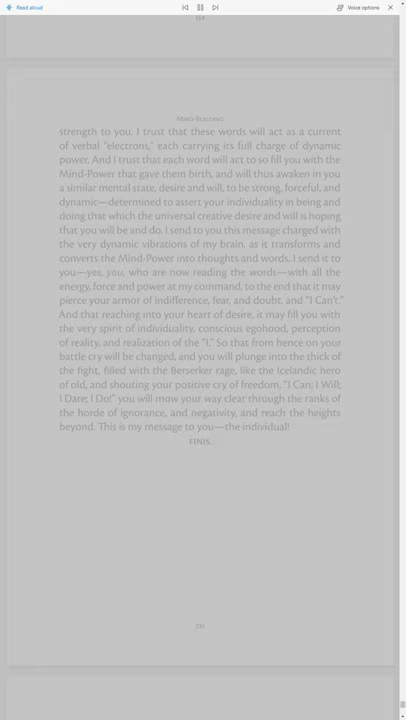 Read aloud
Voice options
154
Mind-Building
strength to you. I trust that these words will act as a current
of verbal "electrons," each carrying its full charge of dynamic
power. And I trust that each word will act to so fill you with the
Mind-Power that gave them birth, and will thus awaken in you
a similar mental state, desire and will, to be strong, forceful, and
dynamic—determined to assert your individuality in being and
doing that which the universal creative desire and will is hoping
that you will be and do. I send to you this message charged with
the very dynamic vibrations of my brain, as it transforms and
converts the Mind-Power into thoughts and words. I send it to
you—yes, you, who are now reading the words—with all the
energy, force and power at my command, to the end that it may
pierce your armor of indifference, fear, and doubt, and "I Can't."
And that reaching into your heart of desire, it may fill you with
the very spirit of individuality, conscious egohood, perception
of reality, and realization of the "I." So that from hence on your
battle cry will be changed, and you will plunge into the thick of
the fight, filled with the Berserker rage, like the Icelandic hero
of old, and shouting your positive cry of freedom, "I Can; I Will;
I Dare; I Do!" you will mow your way clear through the ranks of
the horde of ignorance, and negativity, and reach the heights
beyond. This is my message to you—the individual!
FINIS.